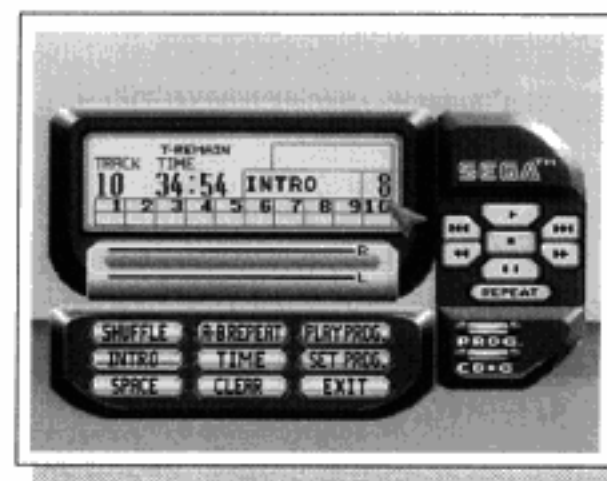 T-REMAIN
TRACK TIME
10 34:54 INTRO 8
1 2 3 4 5 6 7 8 9 10
SEGA™
R
L
REPEAT
SHUFFLE A-B REPEAT PLAY PROG.
INTRO TIME SET PROG.
SPACE CLEAR EXIT
PROG.
CD+G